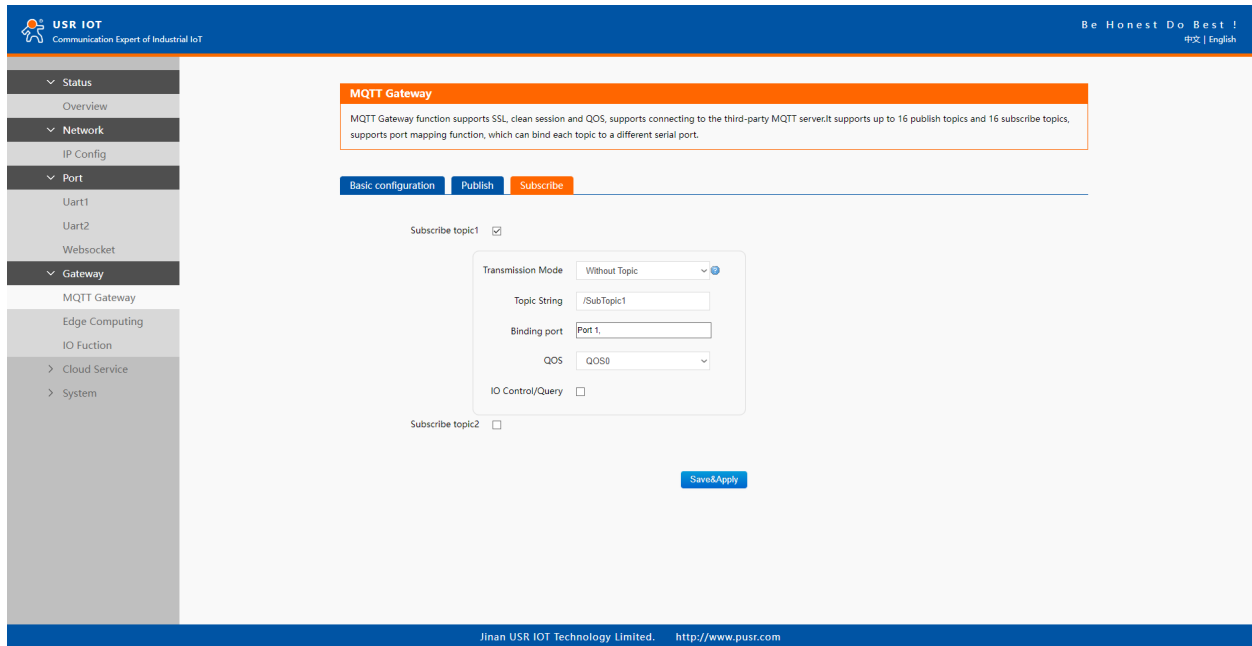 USR IOT
Communication Expert of Industrial IoT
Be Honest Do Best !
中文 | English
Status
Overview
Network
IP Config
Port
Uart1
Uart2
Websocket
Gateway
MQTT Gateway
Edge Computing
IO Fuction
Cloud Service
System
MQTT Gateway
MQTT Gateway function supports SSL, clean session and QOS, supports connecting to the third-party MQTT server.It supports up to 16 publish topics and 16 subscribe topics,
supports port mapping function, which can bind each topic to a different serial port.
Basic configuration Publish Subscribe
Subscribe topic1
Transmission Mode Without Topic
Topic String /SubTopic1
Binding port Port 1,
QOS QOS0
IO Control/Query
Subscribe topic2
Save&Apply
Jinan USR IOT Technology Limited. http://www.pusr.com